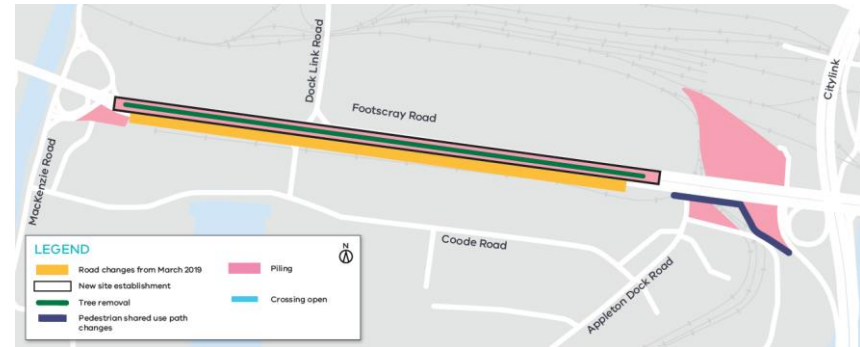 Dock Link Road
Citylink
Footscray Road
MacKenzie Road
Coode Road
Appleton Dock Road
LEGEND
N
Road changes from March 2019
Piling
New site establishment
Tree removal
Crossing open
Pedestrian shared use path
changes